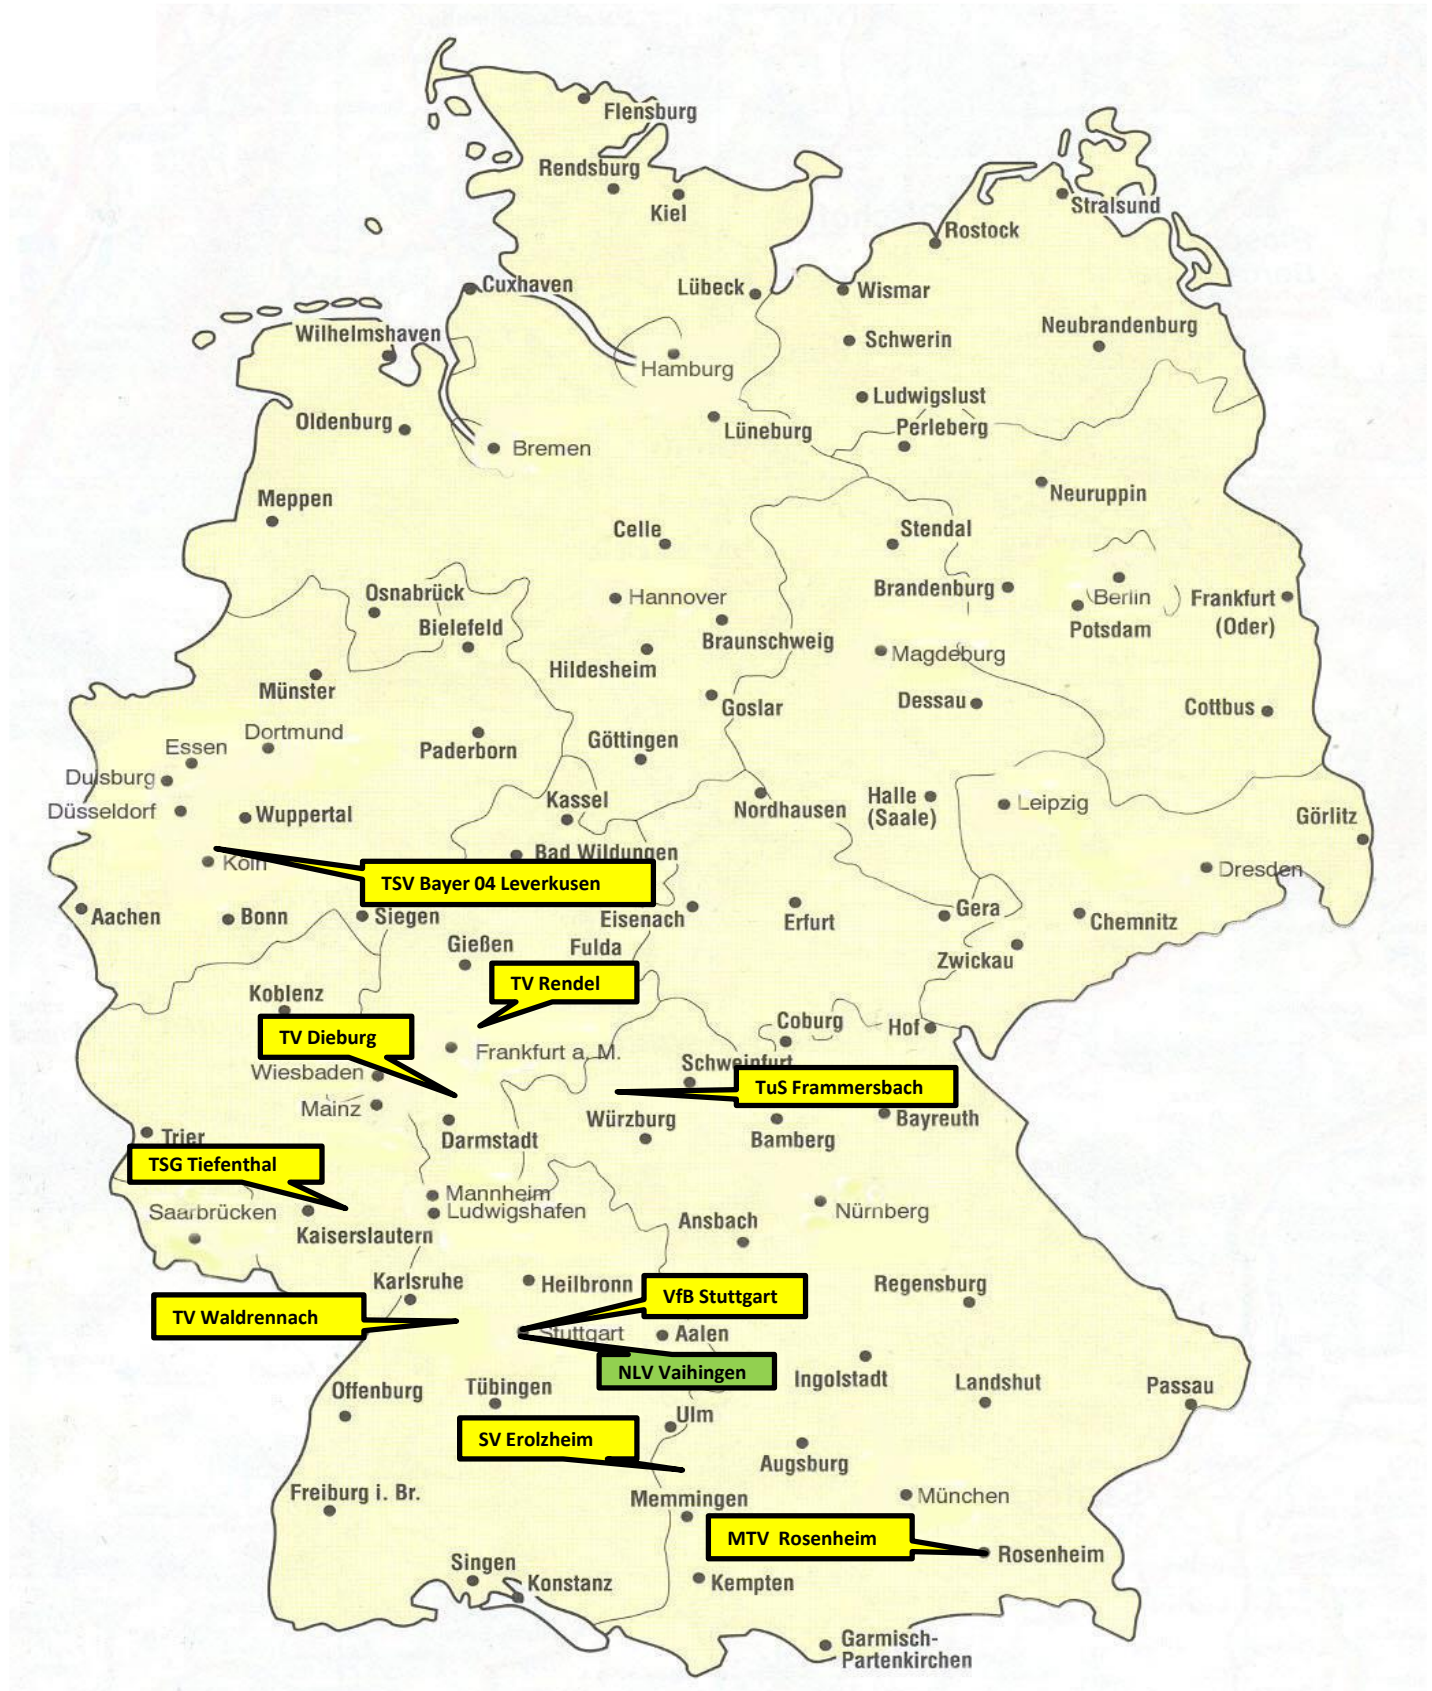 Flensburg
Rendsburg
Kiel
Stralsund
Rostock
Cuxhaven
Lübeck
Wismar
Wilhelmshaven
Schwerin
Neubrandenburg
Hamburg
Ludwigslust
Oldenburg
Lüneburg
Perleberg
Bremen
Meppen
Neuruppin
Celle
Stendal
Osnabrück
Hannover
Brandenburg
Berlin
Frankfurt
(Oder)
Bielefeld
Braunschweig
Potsdam
Hildesheim
Magdeburg
Münster
Goslar
Dessau
Cottbus
Dortmund
Essen
Paderborn
Göttingen
Duisburg
Düsseldorf
Wuppertal
Kassel
Nordhausen
Halle
(Saale)
Leipzig
Görlitz
Köln
Bad Wildungen
TSV Bayer 04 Leverkusen
Dresden
Aachen
Bonn
Siegen
Eisenach
Erfurt
Gera
Chemnitz
Gießen
Fulda
Zwickau
TV Rendel
Koblenz
TV Dieburg
Coburg
Hof
Frankfurt a. M.
Schweinfurt
Wiesbaden
TuS Frammersbach
Mainz
Würzburg
Bayreuth
Trier
Darmstadt
Bamberg
TSG Tiefenthal
Mannheim
Saarbrücken
Ludwigshafen
Nürnberg
Kaiserslautern
Ansbach
Karlsruhe
Heilbronn
VfB Stuttgart
Regensburg
TV Waldrennach
Stuttgart
Aalen
NLV Vaihingen
Offenburg
Tübingen
Ingolstadt
Landshut
Passau
Ulm
SV Erolzheim
Augsburg
Freiburg i. Br.
Memmingen
München
MTV Rosenheim
Rosenheim
Singen
Konstanz
Kempten
Garmisch-
Partenkirchen